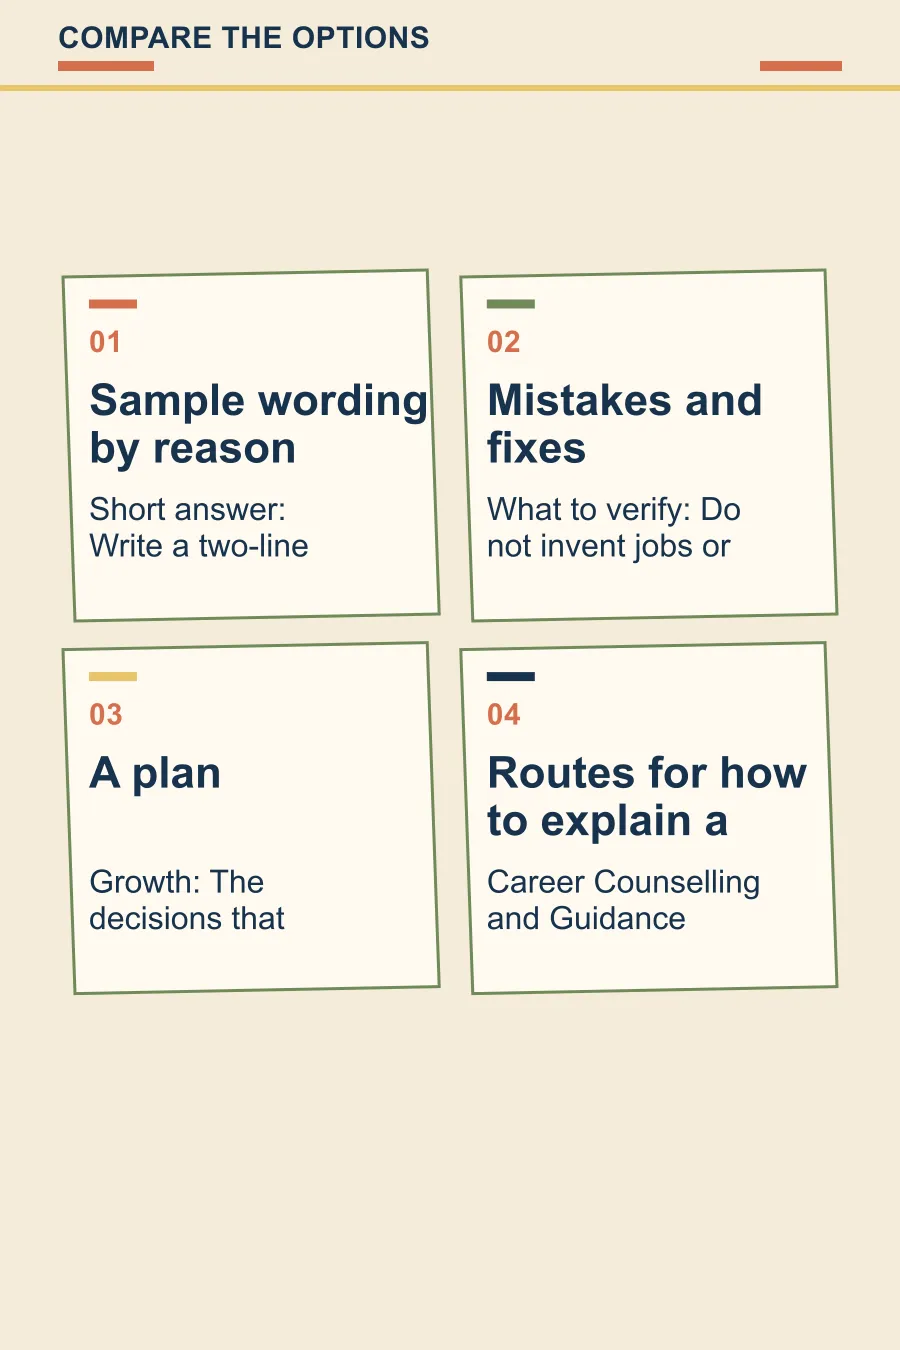 COMPARE THE OPTIONS
01
Sample wording
by reason
Short answer:
Write a two-line
02
Mistakes and
fixes
What to verify: Do
not invent jobs or
03
A plan
Growth: The
decisions that
04
Routes for how
to explain a
Career Counselling
and Guidance